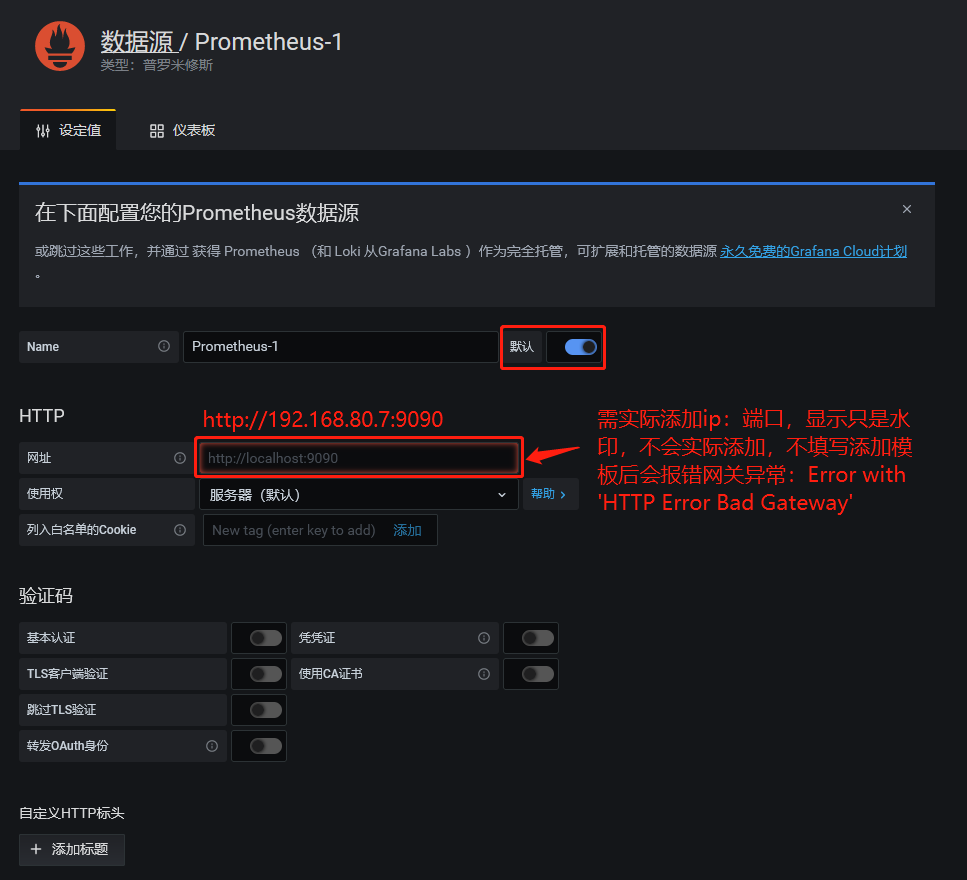 数据源 / Prometheus-1
类型：普罗米修斯
设定值
仪表板
在下面配置您的Prometheus数据源
或跳过这些工作，并通过 获得 Prometheus （和 Loki 从Grafana Labs ）作为完全托管，可扩展和托管的数据源 永久免费的Grafana Cloud计划
。
Name
Prometheus-1
默认
HTTP
http://192.168.80.7:9090
需实际添加ip：端口，显示只是水
印，不会实际添加，不填写添加模
板后会报错网关异常：Error with
'HTTP Error Bad Gateway'
网址
http://localhost:9090
使用权
服务器（默认）
帮助
列入白名单的Cookie
New tag (enter key to add)
添加
验证码
基本认证
凭凭证
TLS客户端验证
使用CA证书
跳过TLS验证
转发OAuth身份
自定义HTTP标头
添加标题